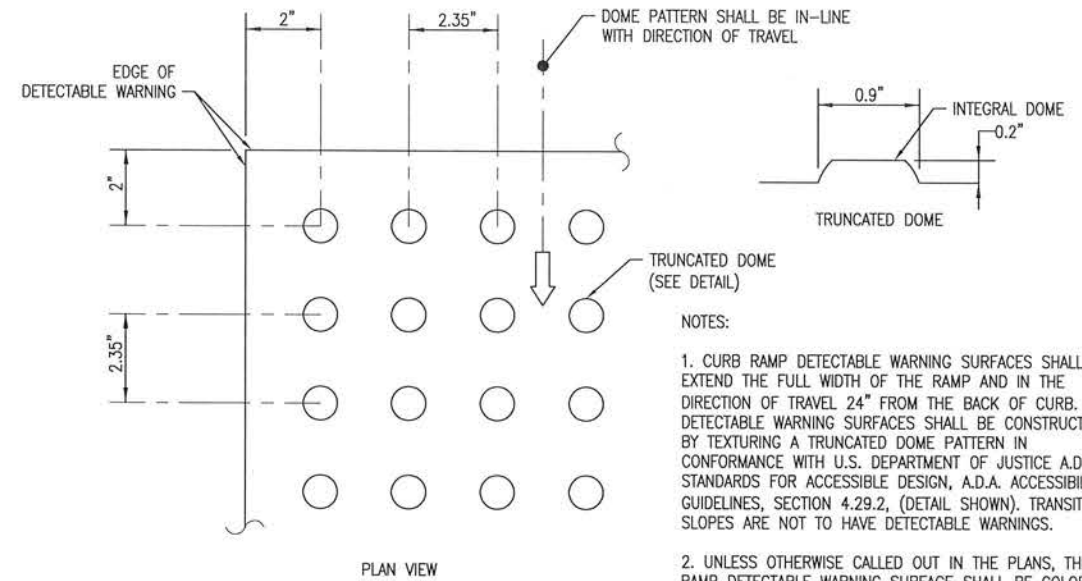 2"
2.35"
DOME PATTERN SHALL BE IN-LINE
WITH DIRECTION OF TRAVEL
EDGE OF
DETECTABLE WARNING
0.9"
INTEGRAL DOME
0.2"
TRUNCATED DOME
2"
TRUNCATED DOME
(SEE DETAIL)
2.35"
PLAN VIEW
NOTES:
1. CURB RAMP DETECTABLE WARNING SURFACES SHALL
EXTEND THE FULL WIDTH OF THE RAMP AND IN THE
DIRECTION OF TRAVEL 24" FROM THE BACK OF CURB.
DETECTABLE WARNING SURFACES SHALL BE CONSTRUCT
BY TEXTURING A TRUNCATED DOME PATTERN IN
CONFORMANCE WITH U.S. DEPARTMENT OF JUSTICE A.D
STANDARDS FOR ACCESSIBLE DESIGN, A.D.A. ACCESSIBI
GUIDELINES, SECTION 4.29.2, (DETAIL SHOWN). TRANSIT
SLOPES ARE NOT TO HAVE DETECTABLE WARNINGS.
2. UNLESS OTHERWISE CALLED OUT IN THE PLANS, TH
RAMP DETECTABLE WARNING SURFACE SHALL BE